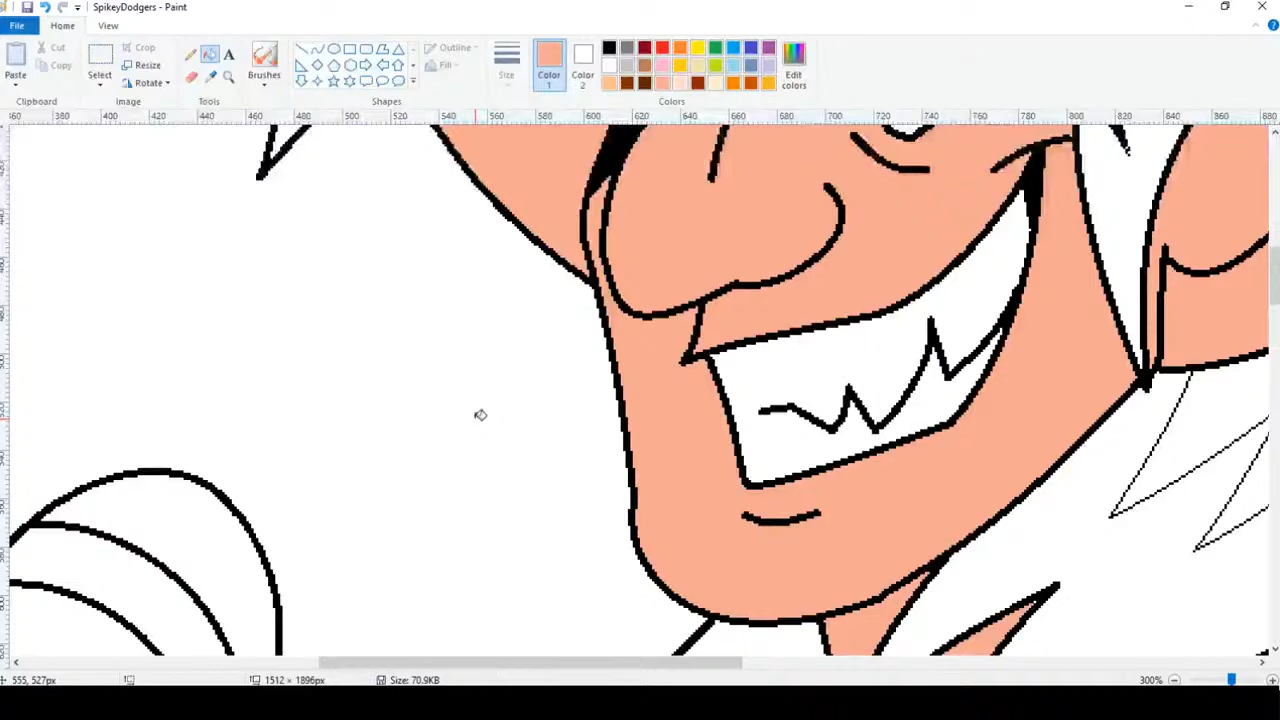 SpikeyDodgers - Paint
File Home View
Paste Cut Copy Clipboard
Select Crop Resize Rotate Image
A Tools
Brushes
Shapes Outline Fill
Size
Color 1 Color 2 Edit colors Colors
360 380 400 420 440 460 480 500 520 540 560 580 600 620 640 660 680 700 720 740 760 780 800 820 840 860 880
555, 527px 1512 × 1896px Size: 70.9KB 300%